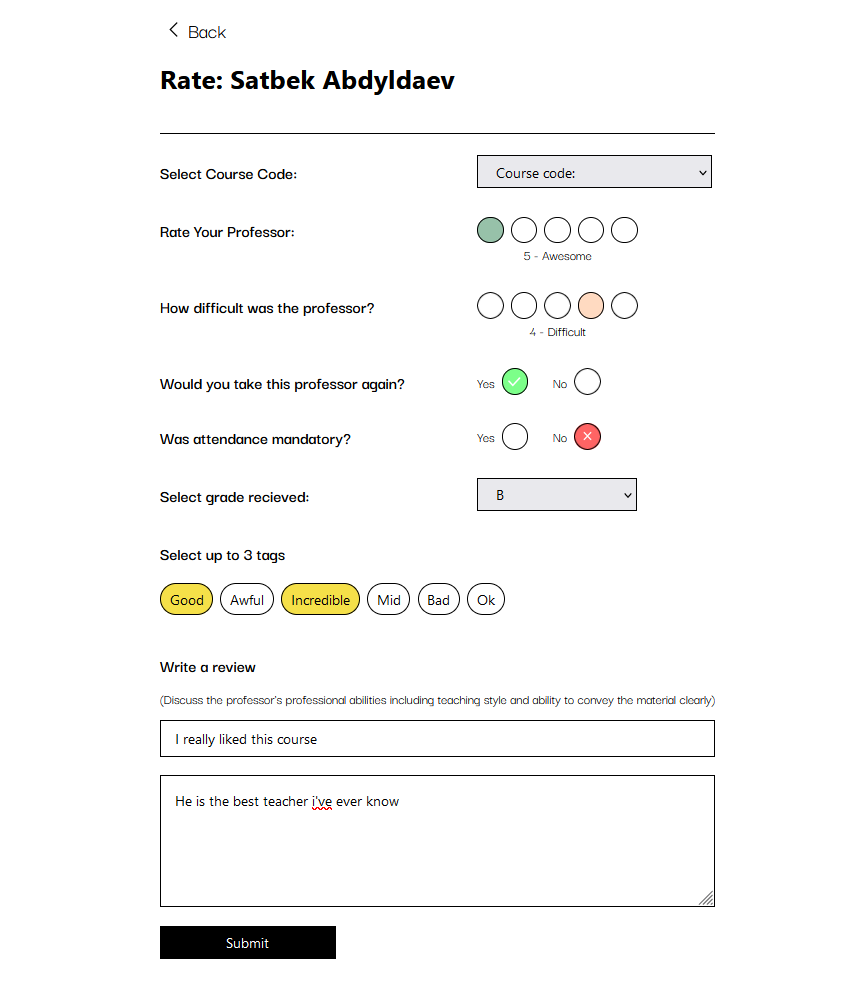 Back
Rate: Satbek Abdyldaev
Select Course Code: Course code:
Rate Your Professor:
5 - Awesome
How difficult was the professor?
4 - Difficult
Would you take this professor again? Yes No
Was attendance mandatory? Yes No
Select grade recieved: B
Select up to 3 tags
Good Awful Incredible Mid Bad Ok
Write a review
(Discuss the professor's professional abilities including teaching style and ability to convey the material clearly)
I really liked this course
He is the best teacher i've ever know
Submit